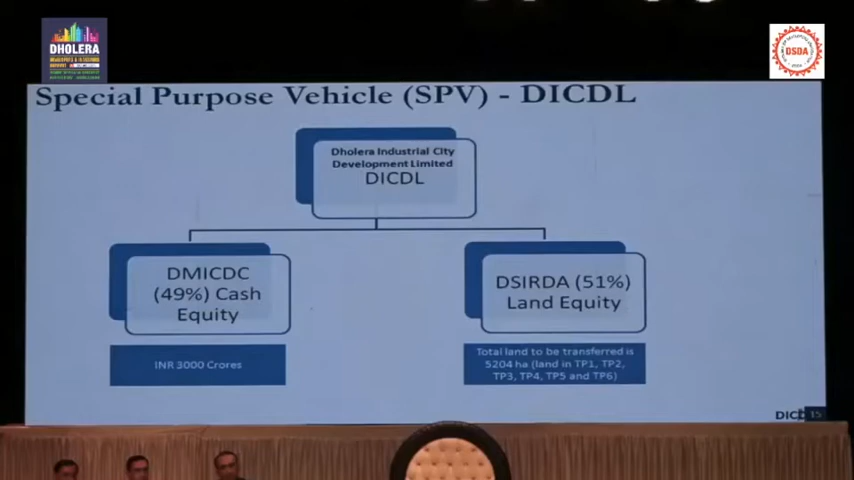 DHOLERA
DSDA
Special Purpose Vehicle (SPV) - DICDL
Dholera Industrial City
Development Limited
DICDL
DMICDC
(49%) Cash
Equity
DSIRDA (51%)
Land Equity
INR 3000 Crores
Total land to be transferred is
5204 ha (land in TP1, TP2,
TP3, TP4, TP5 and TP6)
15